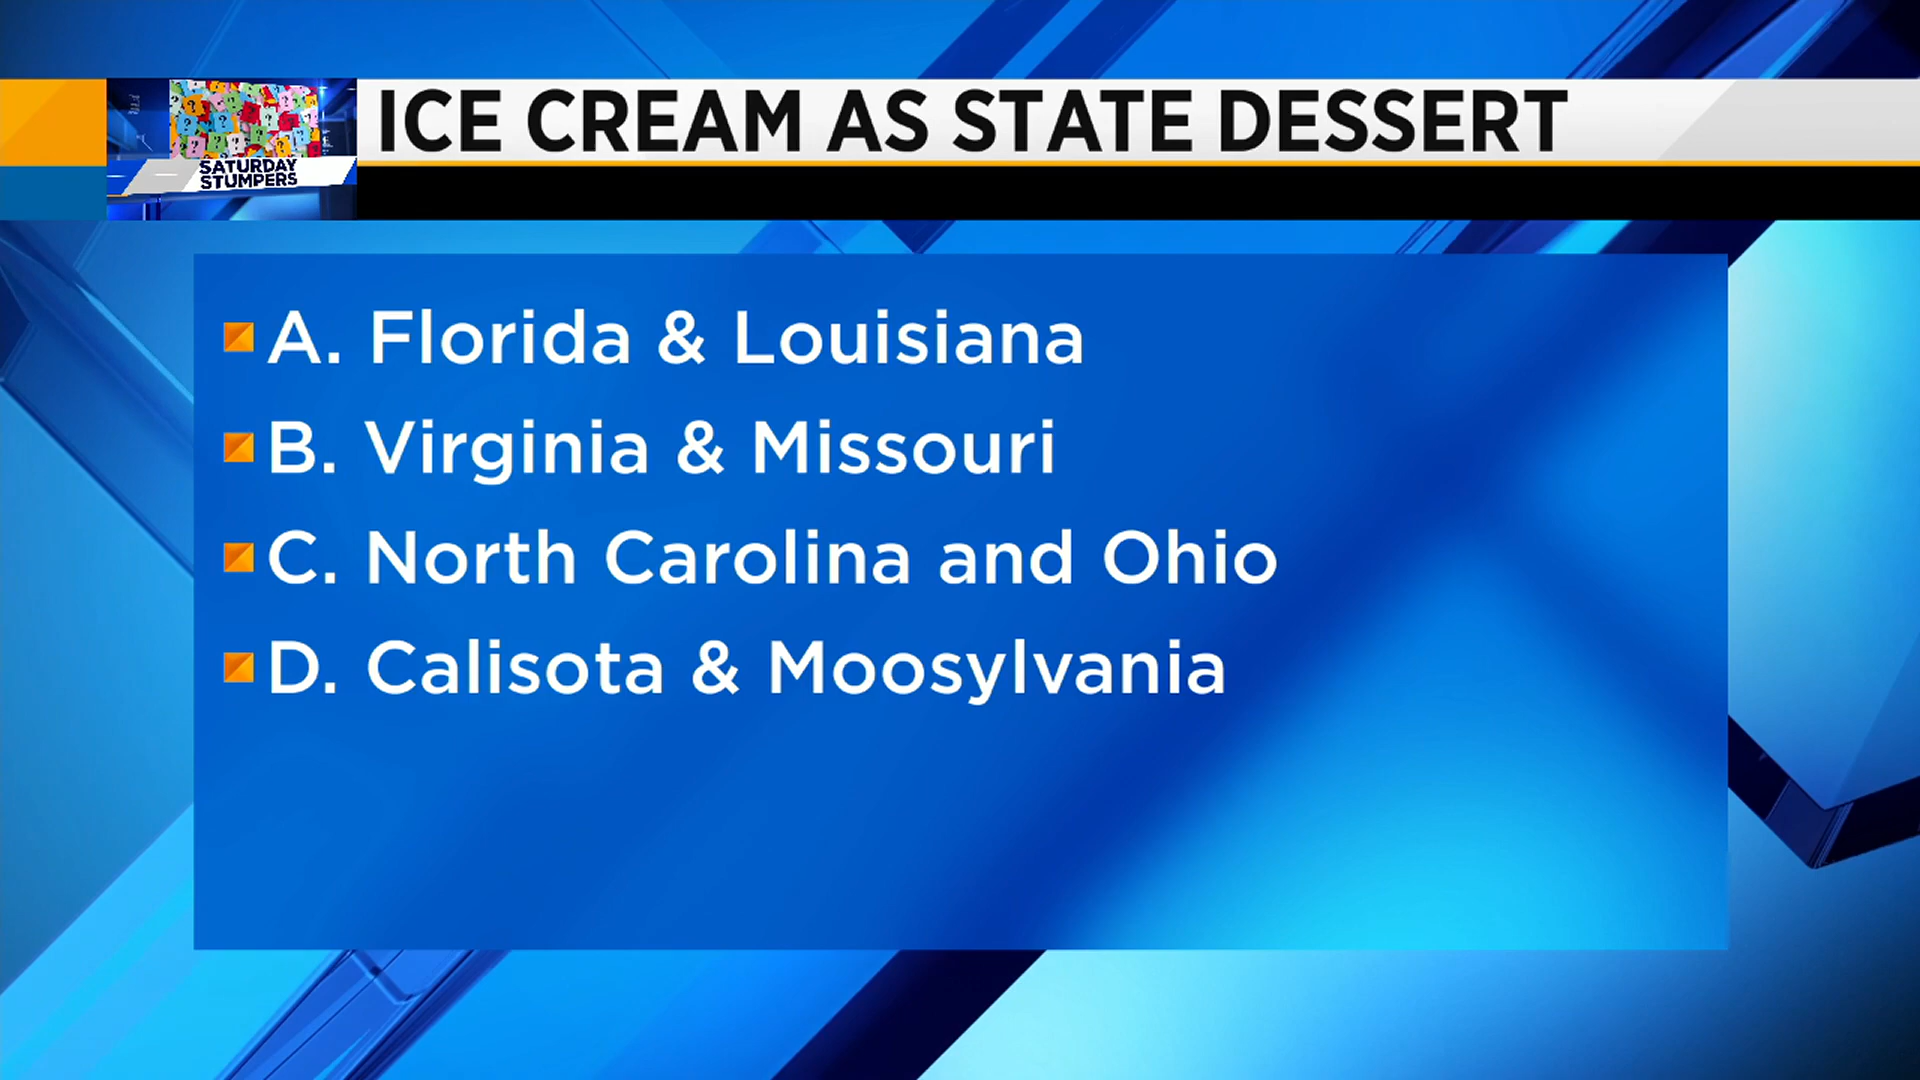 ICE CREAM AS STATE DESSERT
SATURDAY
STUMPERS
A. Florida & Louisiana
B. Virginia & Missouri
C. North Carolina and Ohio
D. Calisota & Moosylvania